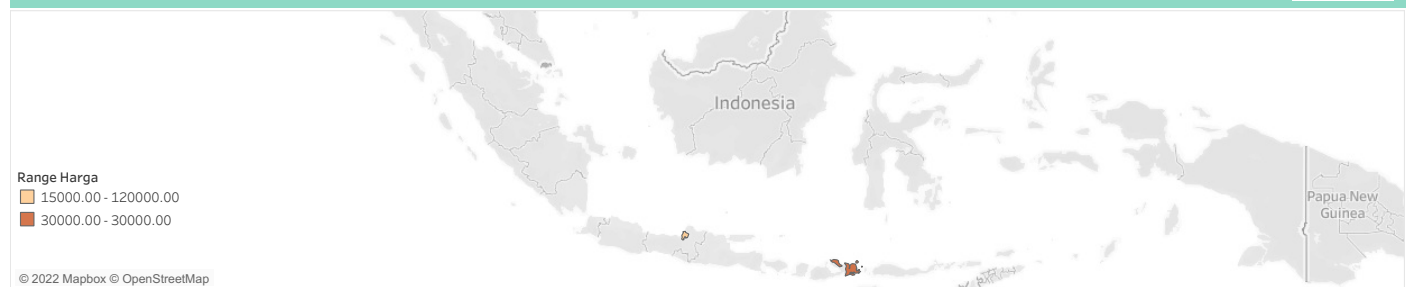 Indonesia
Range Harga
15000.00 - 120000.00
30000.00 - 30000.00
Papua New
Guinea
© 2022 Mapbox © OpenStreetMap